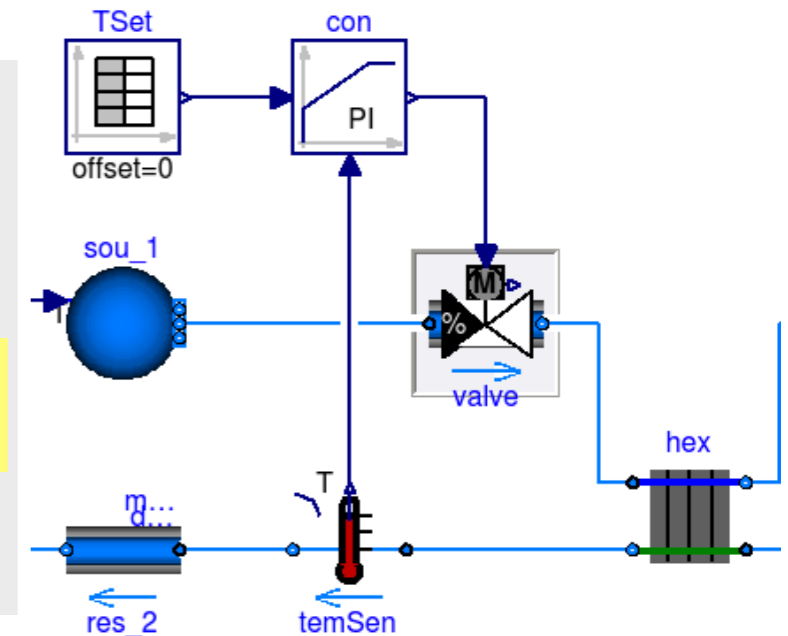 TSet
con
PI
offset=0
sou_1
T
M
%
valve
hex
m...
d...
T
res_2
temSen